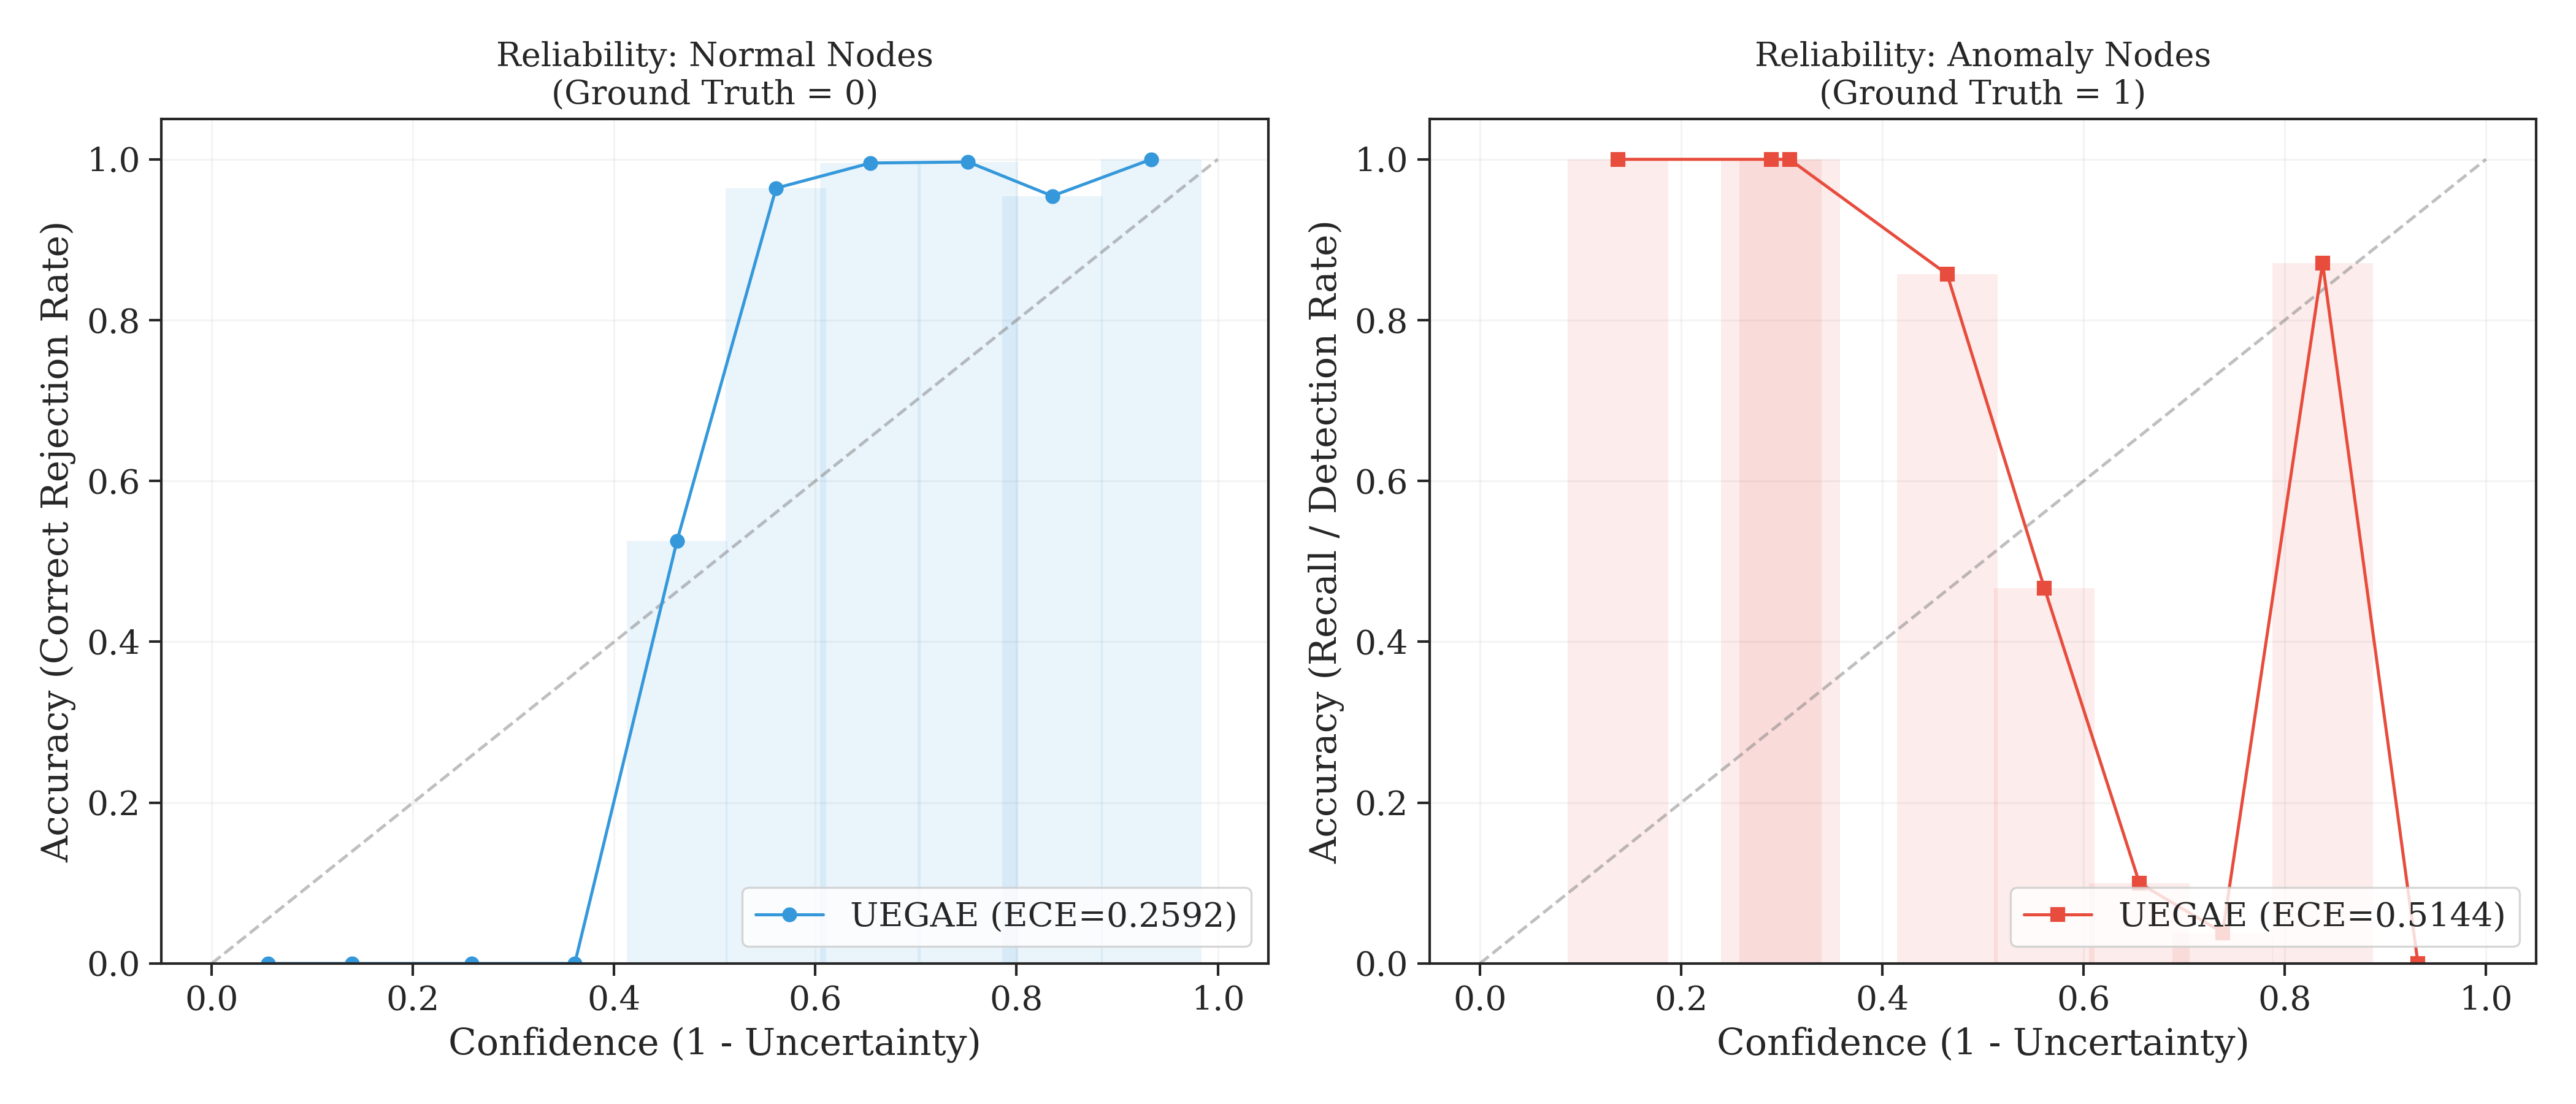 Reliability: Normal Nodes
(Ground Truth = 0)
Accuracy (Correct Rejection Rate)
1.0
0.8
0.6
0.4
0.2
0.0
0.0 0.2 0.4 0.6 0.8 1.0
Confidence (1 - Uncertainty)
UEGAE (ECE=0.2592)
Reliability: Anomaly Nodes
(Ground Truth = 1)
Accuracy (Recall / Detection Rate)
1.0
0.8
0.6
0.4
0.2
0.0
0.0 0.2 0.4 0.6 0.8 1.0
Confidence (1 - Uncertainty)
UEGAE (ECE=0.5144)